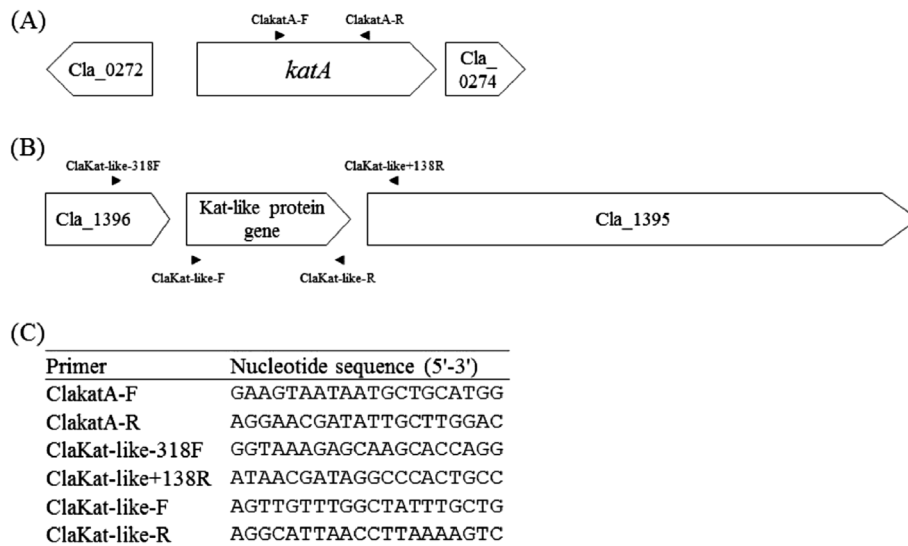 (A)
ClakatA-F ClakatA-R
Cla_0272
katA
Cla_
0274
(B)
ClaKat-like-318F ClaKat-like+138R
Cla_1396
Kat-like protein
gene
Cla_1395
ClaKat-like-F ClaKat-like-R
(C)
Primer Nucleotide sequence (5'-3')
ClakatA-F GAAGTAATAATGCTGCATGG
ClakatA-R AGGAACGATATTGCTTGGAC
ClaKat-like-318F GGTAAAGAGCAAGCACCAGG
ClaKat-like+138R ATAACGATAGGCCCACTGCC
ClaKat-like-F AGTTGTTTGGCTATTTGCTG
ClaKat-like-R AGGCATTAACCTTAAAAGTC